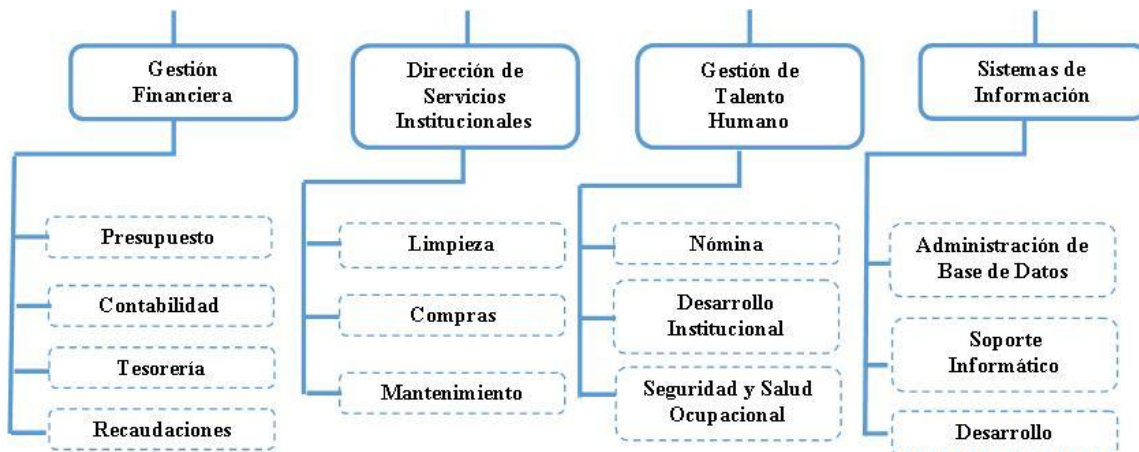 Gestión
Financiera
Presupuesto
Contabilidad
Tesorería
Recaudaciones
Dirección de
Servicios
Institucionales
Limpieza
Compras
Mantenimiento
Gestión de
Talento
Humano
Nómina
Desarrollo
Institucional
Seguridad y Salud
Ocupacional
Sistemas de
Información
Administración de
Base de Datos
Soporte
Informático
Desarrollo